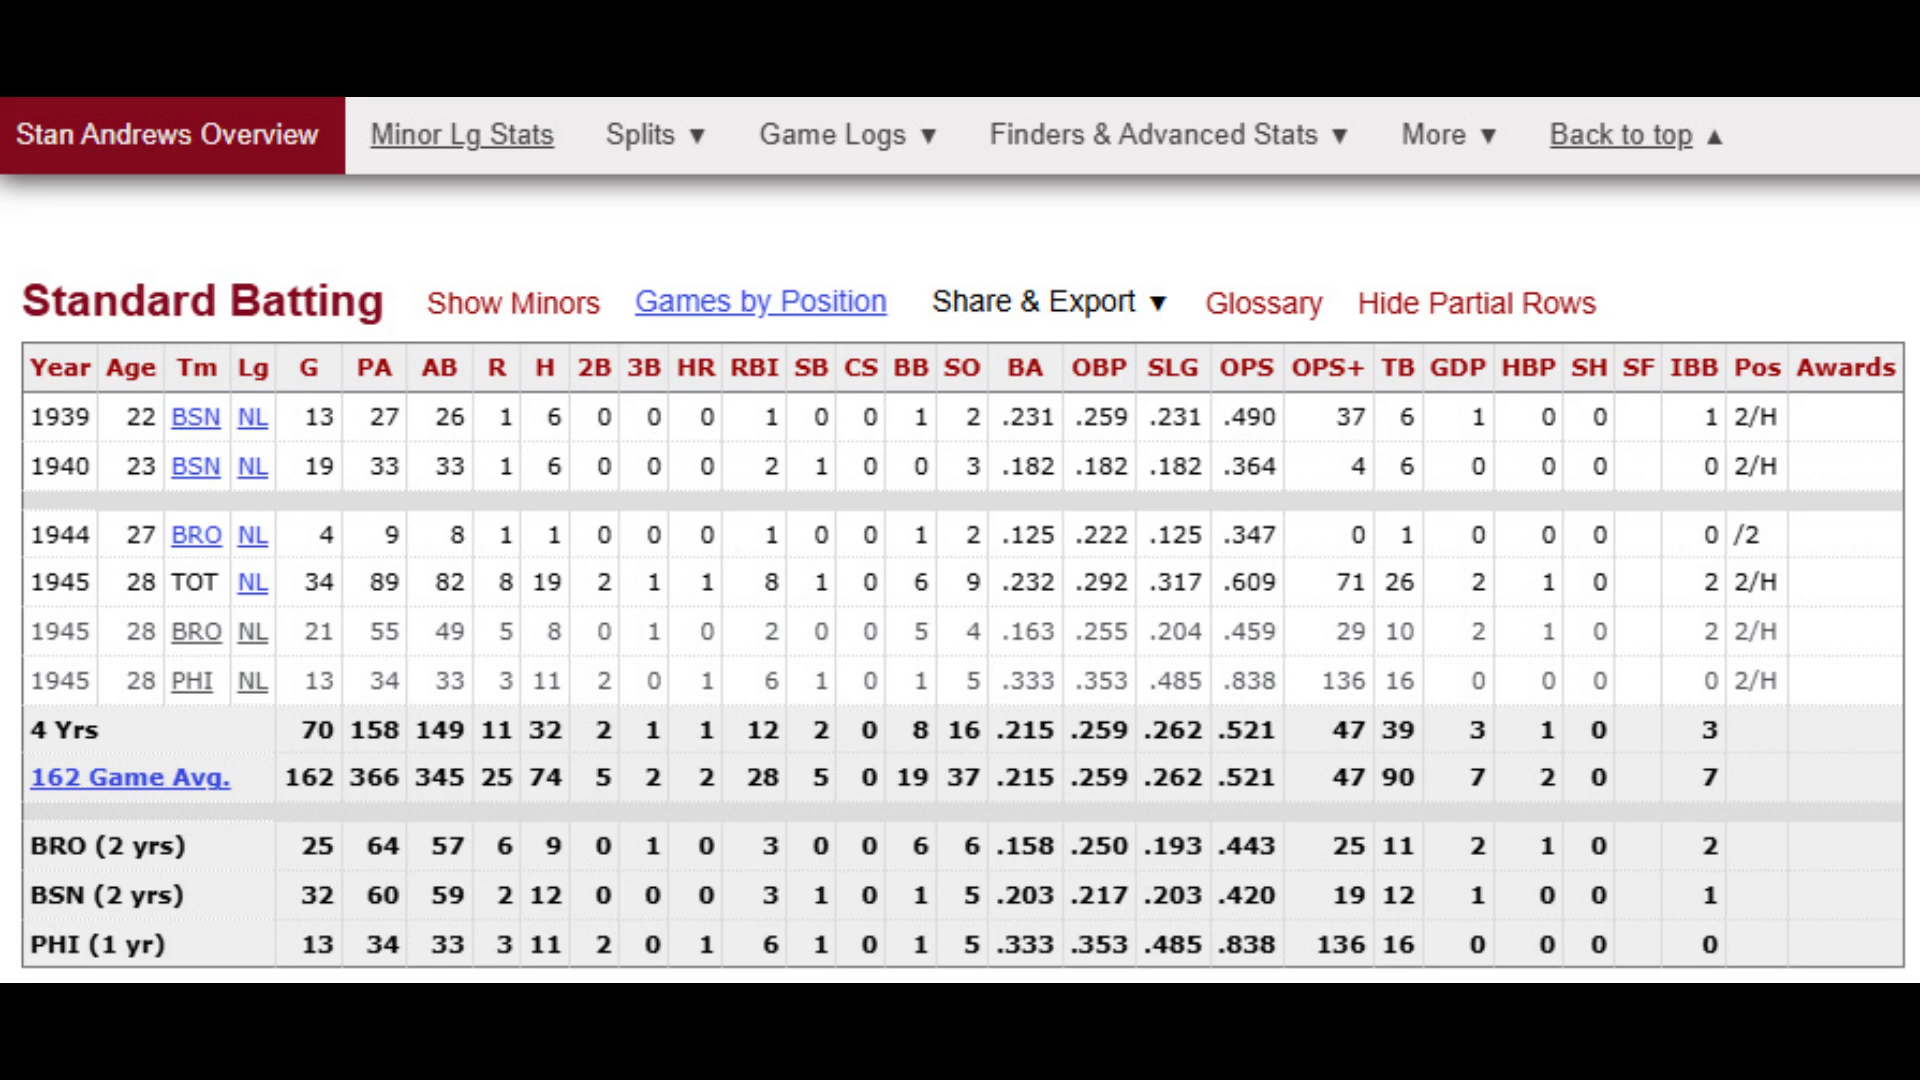 Stan Andrews Overview Minor Lg Stats Splits ▼ Game Logs ▼ Finders & Advanced Stats ▼ More ▼ Back to top ▲
Standard Batting Show Minors Games by Position Share & Export ▼ Glossary Hide Partial Rows
Year Age Tm Lg G PA AB R H 2B 3B HR RBI SB CS BB SO BA OBP SLG OPS OPS+ TB GDP HBP SH SF IBB Pos Awards
1939 22 BSN NL 13 27 26 1 6 0 0 0 1 0 0 1 2 .231 .259 .231 .490 37 6 1 0 0 1 2/H
1940 23 BSN NL 19 33 33 1 6 0 0 0 2 1 0 0 3 .182 .182 .182 .364 4 6 0 0 0 0 2/H
1944 27 BRO NL 4 9 8 1 1 0 0 0 1 0 0 1 2 .125 .222 .125 .347 0 1 0 0 0 0 /2
1945 28 TOT NL 34 89 82 8 19 2 1 1 8 1 0 6 9 .232 .292 .317 .609 71 26 2 1 0 2 2/H
1945 28 BRO NL 21 55 49 5 8 0 1 0 2 0 0 5 4 .163 .255 .204 .459 29 10 2 1 0 2 2/H
1945 28 PHI NL 13 34 33 3 11 2 0 1 6 1 0 1 5 .333 .353 .485 .838 136 16 0 0 0 0 2/H
4 Yrs 70 158 149 11 32 2 1 1 12 2 0 8 16 .215 .259 .262 .521 47 39 3 1 0 3
162 Game Avg. 162 366 345 25 74 5 2 2 28 5 0 19 37 .215 .259 .262 .521 47 90 7 2 0 7
BRO (2 yrs) 25 64 57 6 9 0 1 0 3 0 0 6 6 .158 .250 .193 .443 25 11 2 1 0 2
BSN (2 yrs) 32 60 59 2 12 0 0 0 3 1 0 1 5 .203 .217 .203 .420 19 12 1 0 0 1
PHI (1 yr) 13 34 33 3 11 2 0 1 6 1 0 1 5 .333 .353 .485 .838 136 16 0 0 0 0